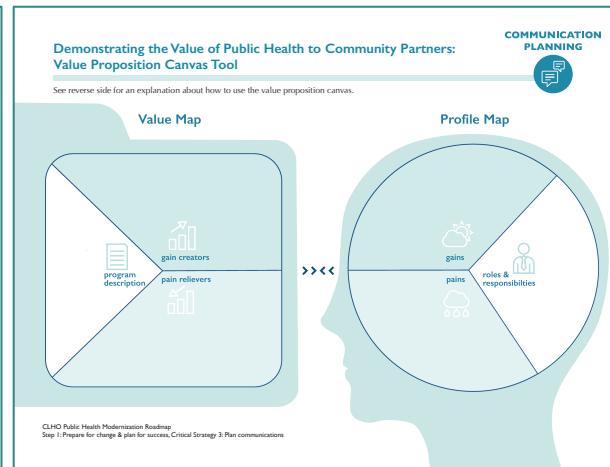 COMMUNICATION
PLANNING
Demonstrating the Value of Public Health to Community Partners:
Value Proposition Canvas Tool
See reverse side for an explanation about how to use the value proposition canvas.
Value Map
Profile Map
gain creators
program
description
pain relievers
gains
pains
roles &
responsibilties
CLHO Public Health Modernization Roadmap
Step 1: Prepare for change & plan for success, Critical Strategy 3: Plan communications